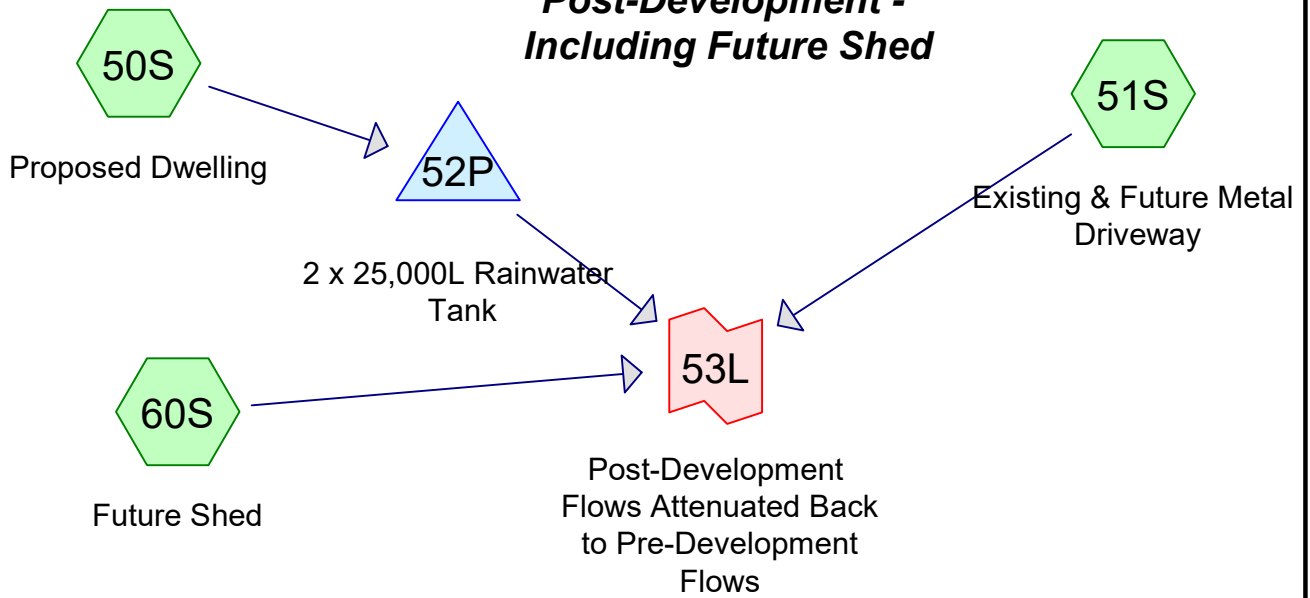 Post-Development -
Including Future Shed
50S
Proposed Dwelling
52P
2 x 25,000L Rainwater
Tank
51S
Existing & Future Metal
Driveway
60S
Future Shed
53L
Post-Development
Flows Attenuated Back
to Pre-Development
Flows